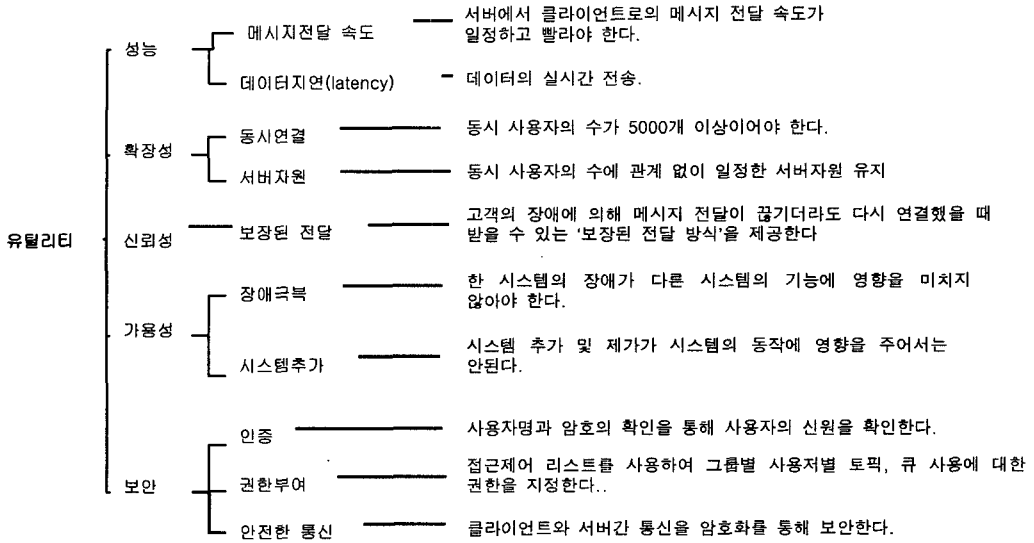 성능
메시지전달 속도
서버에서 클라이언트로의 메시지 전달 속도가
일정하고 빨라야 한다.
데이터지연(latency)
데이터의 실시간 전송.
확장성
동시연결
동시 사용자의 수가 5000개 이상이어야 한다.
서버자원
동시 사용자의 수에 관계 없이 일정한 서버자원 유지
유틸리티
신뢰성
보장된 전달
고객의 장애에 의해 메시지 전달이 끊기더라도 다시 연결했을 때
받을 수 있는 '보장된 전달 방식'을 제공한다
가용성
장애극복
한 시스템의 장애가 다른 시스템의 기능에 영향을 미치지
않아야 한다.
시스템추가
시스템 추가 및 제가가 시스템의 동작에 영향을 주어서는
안된다.
보안
인증
사용자명과 암호의 확인을 통해 사용자의 신원을 확인한다.
권한부여
접근제어 리스트를 사용하여 그룹별 사용저별 토픽, 큐 사용에 대한
권한을 지정한다..
안전한 통신
클라이언트와 서버간 통신을 암호화를 통해 보안한다.